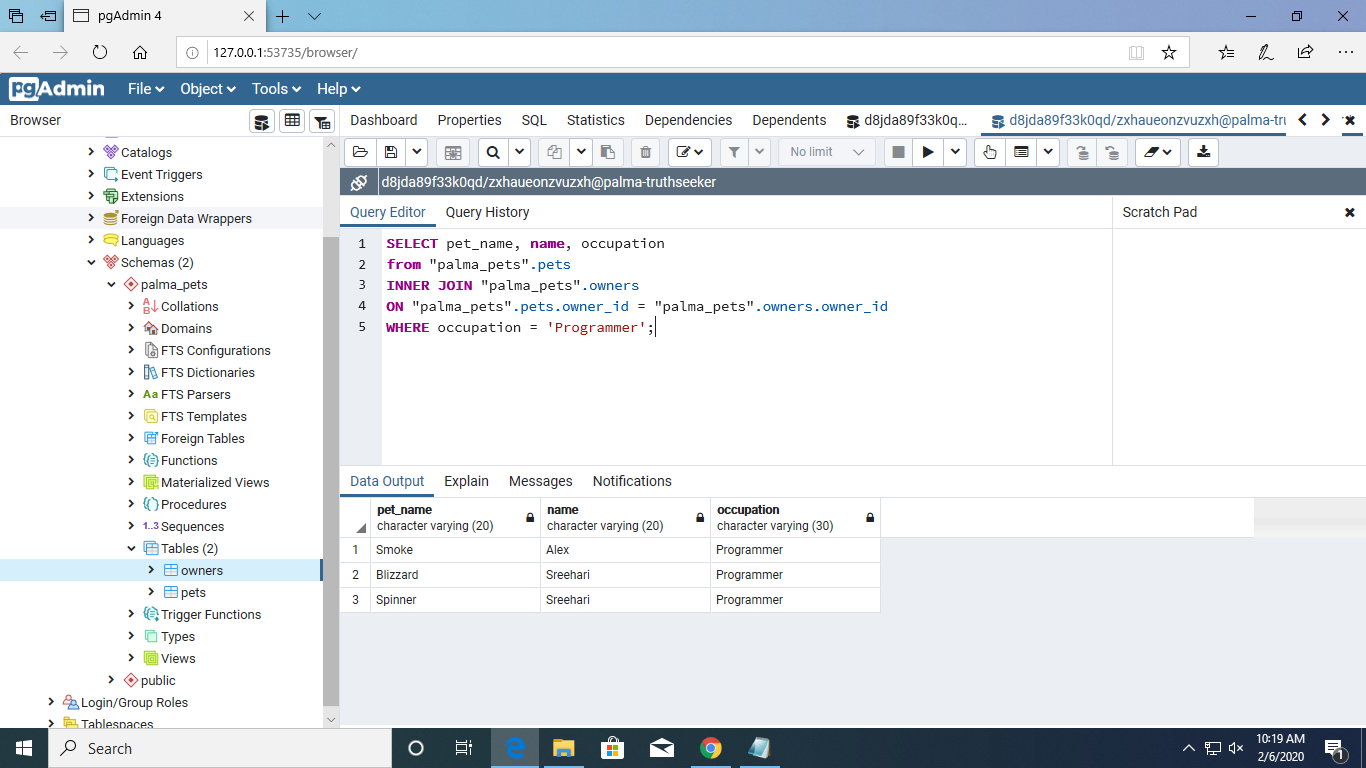 pgAdmin 4
127.0.0.1:53735/browser/
pgAdmin File Object Tools Help
Browser
Dashboard Properties SQL Statistics Dependencies Dependents d8jda89f33k0q... d8jda89f33k0qd/zxhaueonzvuzxh@palma-tru
No limit
d8jda89f33k0qd/zxhaueonzvuzxh@palma-truthseeker
Catalogs
Event Triggers
Extensions
Foreign Data Wrappers
Languages
Schemas (2)
palma_pets
Collations
Domains
FTS Configurations
FTS Dictionaries
Aa FTS Parsers
FTS Templates
Foreign Tables
Functions
Materialized Views
Procedures
1..3 Sequences
Tables (2)
owners
pets
Trigger Functions
Types
Views
public
Login/Group Roles
Tablespaces
Query Editor Query History
Scratch Pad
1 SELECT pet_name, name, occupation
2 from "palma_pets".pets
3 INNER JOIN "palma_pets".owners
4 ON "palma_pets".pets.owner_id = "palma_pets".owners.owner_id
5 WHERE occupation = 'Programmer';
Data Output Explain Messages Notifications
pet_name name occupation
character varying (20) character varying (20) character varying (30)
1 Smoke Alex Programmer
2 Blizzard Sreehari Programmer
3 Spinner Sreehari Programmer
Search
10:19 AM
2/6/2020
1